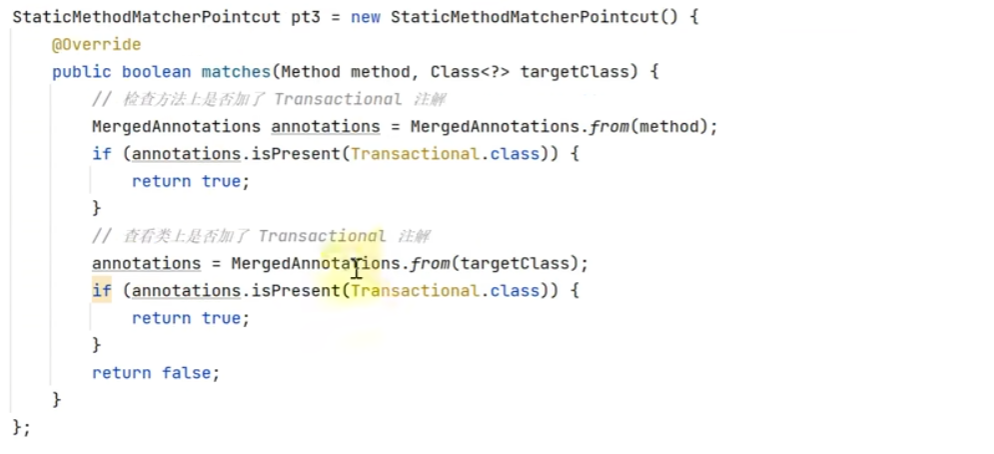 StaticMethodMatcherPointcut pt3 = new StaticMethodMatcherPointcut() {
@Override
public boolean matches(Method method, Class<?> targetClass) {
// 检查方法上是否加了 Transactional 注解
MergedAnnotations annotations = MergedAnnotations.from(method);
if (annotations.isPresent(Transactional.class)) {
return true;
}
// 查看类上是否加了 Transactional 注解
annotations = MergedAnnotations.from(targetClass);
if (annotations.isPresent(Transactional.class)) {
return true;
}
return false;
}
};